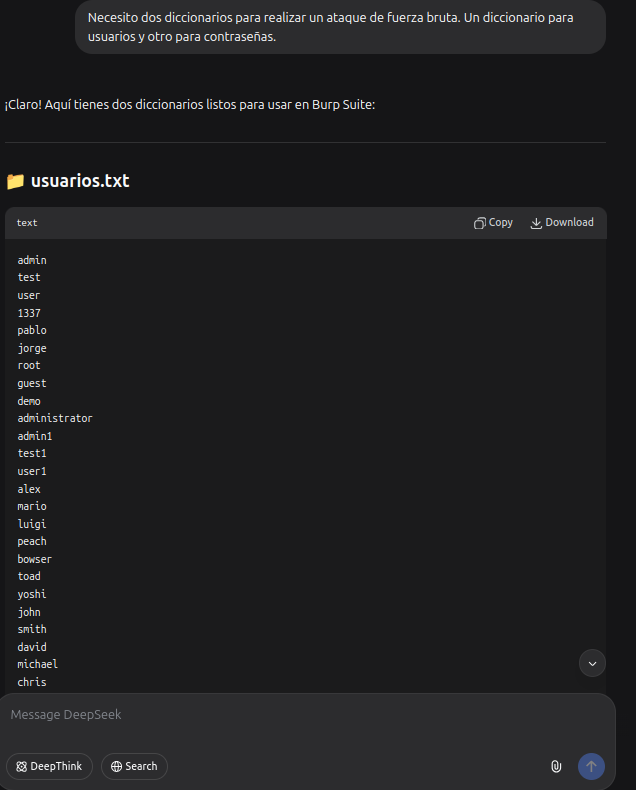 Necesito dos diccionarios para realizar un ataque de fuerza bruta. Un diccionario para
usuarios y otro para contraseñas.
¡Claro! Aquí tienes dos diccionarios listos para usar en Burp Suite:
📁 usuarios.txt
text Copy Download
admin
test
user
1337
pablo
jorge
root
guest
demo
administrator
admin1
test1
user1
alex
mario
luigi
peach
bowser
toad
yoshi
john
smith
david
michael
chris
Message DeepSeek
DeepThink Search